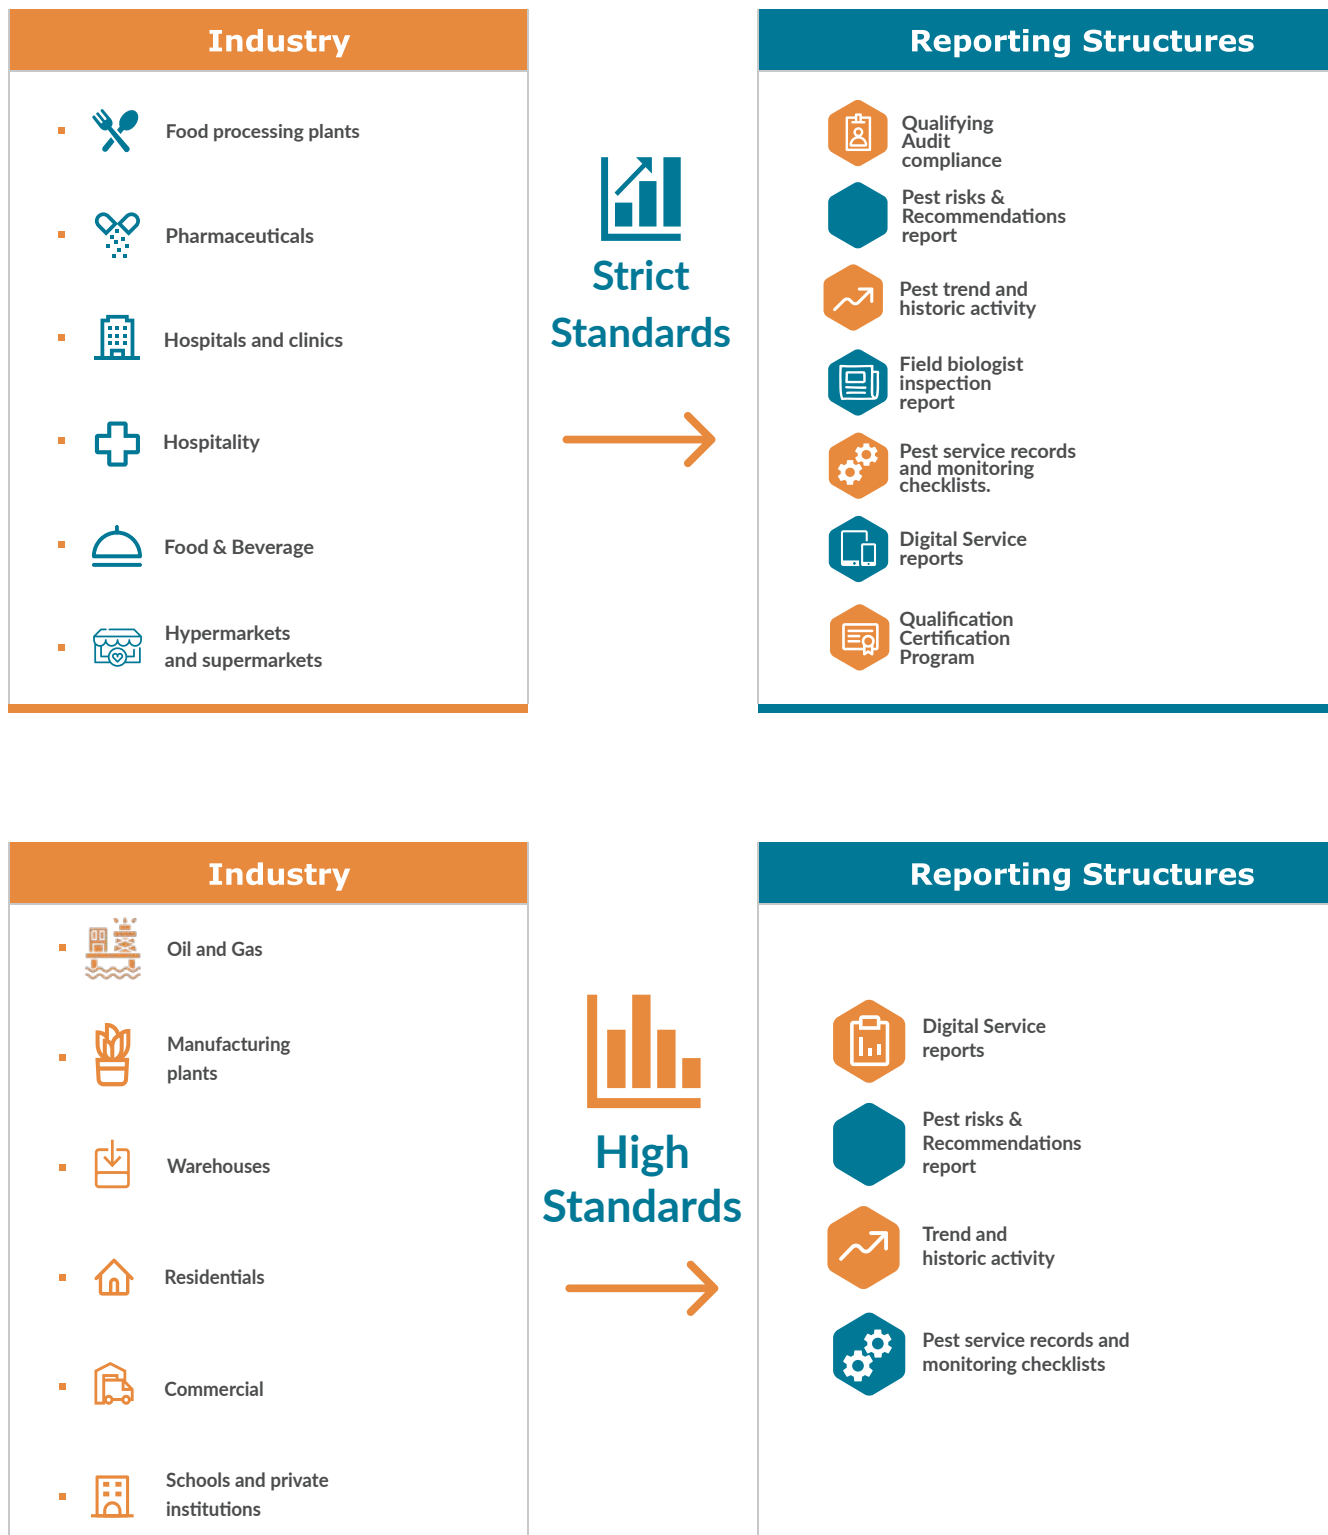 Industry
Food processing plants
Pharmaceuticals
Hospitals and clinics
Hospitality
Food & Beverage
Hypermarkets
and supermarkets
Strict
Standards
Reporting Structures
Qualifying
Audit
compliance
Pest risks &
Recommendations
report
Pest trend and
historic activity
Field biologist
inspection
report
Pest service records
and monitoring
checklists.
Digital Service
reports
Qualification
Certification
Program
Industry
Oil and Gas
Manufacturing
plants
Warehouses
Residentials
Commercial
Schools and private
institutions
High
Standards
Reporting Structures
Digital Service
reports
Pest risks &
Recommendations
report
Trend and
historic activity
Pest service records and
monitoring checklists